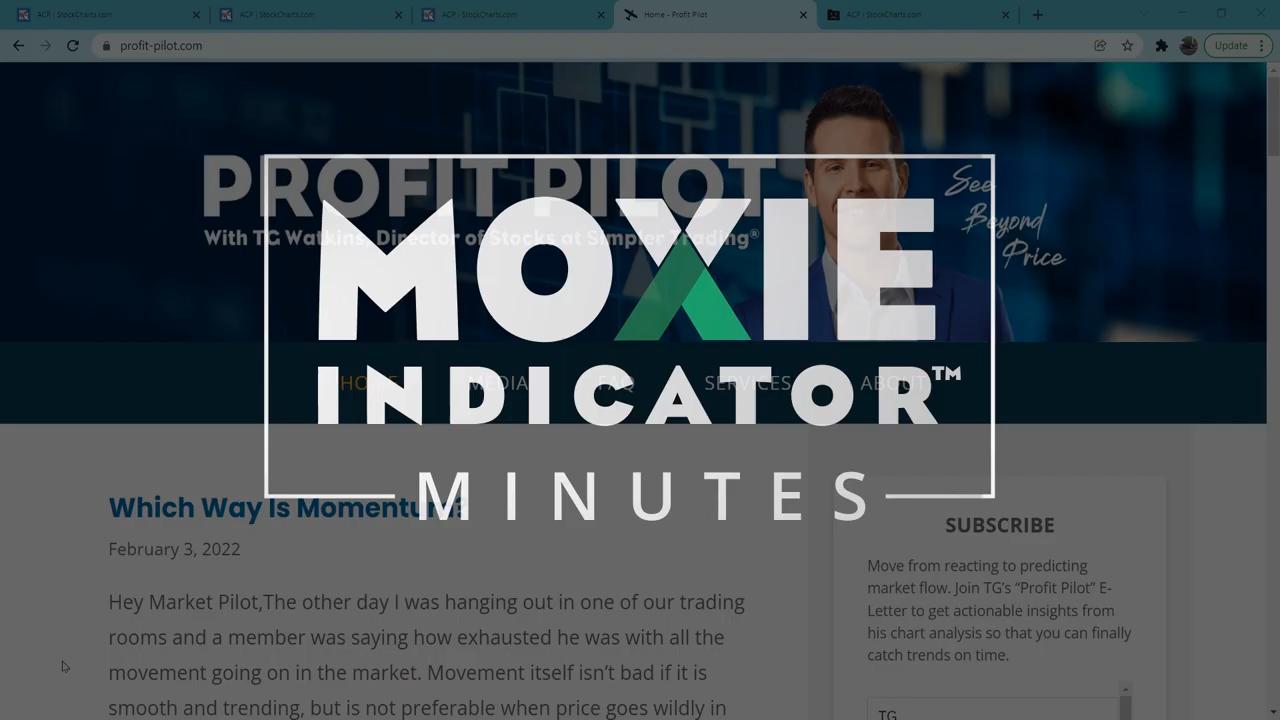 ACP | StockCharts.com
ACP | StockCharts.com
ACP | StockCharts.com
Home - Profit Pilot
ACP | StockCharts.com
profit-pilot.com
Update
PROFIT PILOT
With TG Watkins, Director of Stocks at Simpler Trading®
See
Beyond
Price
MOXIE
INDICATOR™
MINUTES
HOME
MEDIA
FAQ
SERVICES
ABOUT
Which Way Is Momentum?
February 3, 2022
Hey Market Pilot,The other day I was hanging out in one of our trading
rooms and a member was saying how exhausted he was with all the
movement going on in the market. Movement itself isn’t bad if it is
smooth and trending, but is not preferable when price goes wildly in
SUBSCRIBE
Move from reacting to predicting
market flow. Join TG’s “Profit Pilot” E-
Letter to get actionable insights from
his chart analysis so that you can finally
catch trends on time.
TG